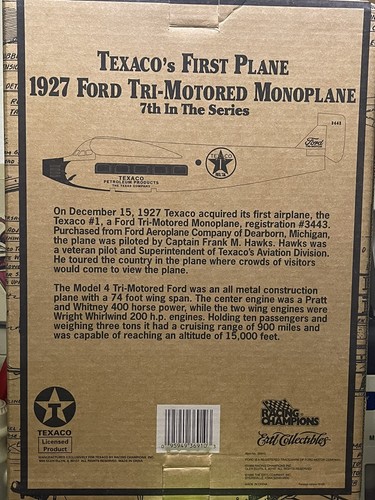 TEXACO'S FIRST PLANE
1927 FORD TRI-MOTORED MONOPLANE
7th In The Series
3443
Ford
TEXACO
TEXACO
PETROLEUM PRODUCTS
THE TEXAS COMPANY
On December 15, 1927 Texaco acquired its first airplane, the
Texaco #1, a Ford Tri-Motored Monoplane, registration #3443.
Purchased from Ford Aeroplane Company of Dearborn, Michigan,
the plane was piloted by Captain Frank M. Hawks. Hawks was
a veteran pilot and Superintendent of Texaco's Aviation Division.
He toured the country in the plane where crowds of visitors
would come to view the plane.
The Model 4 Tri-Motored Ford was an all metal construction
plane with a 74 foot wing span. The center engine was a Pratt
and Whitney 400 horse power, while the two wing engines were
Wright Whirlwind 200 h.p. engines. Holding ten passengers and
weighing three tons it had a cruising range of 900 miles and
was capable of reaching an altitude of 15,000 feet.
TEXACO
Licensed
Product
RACING
CHAMPIONS
Ertl Collectibles